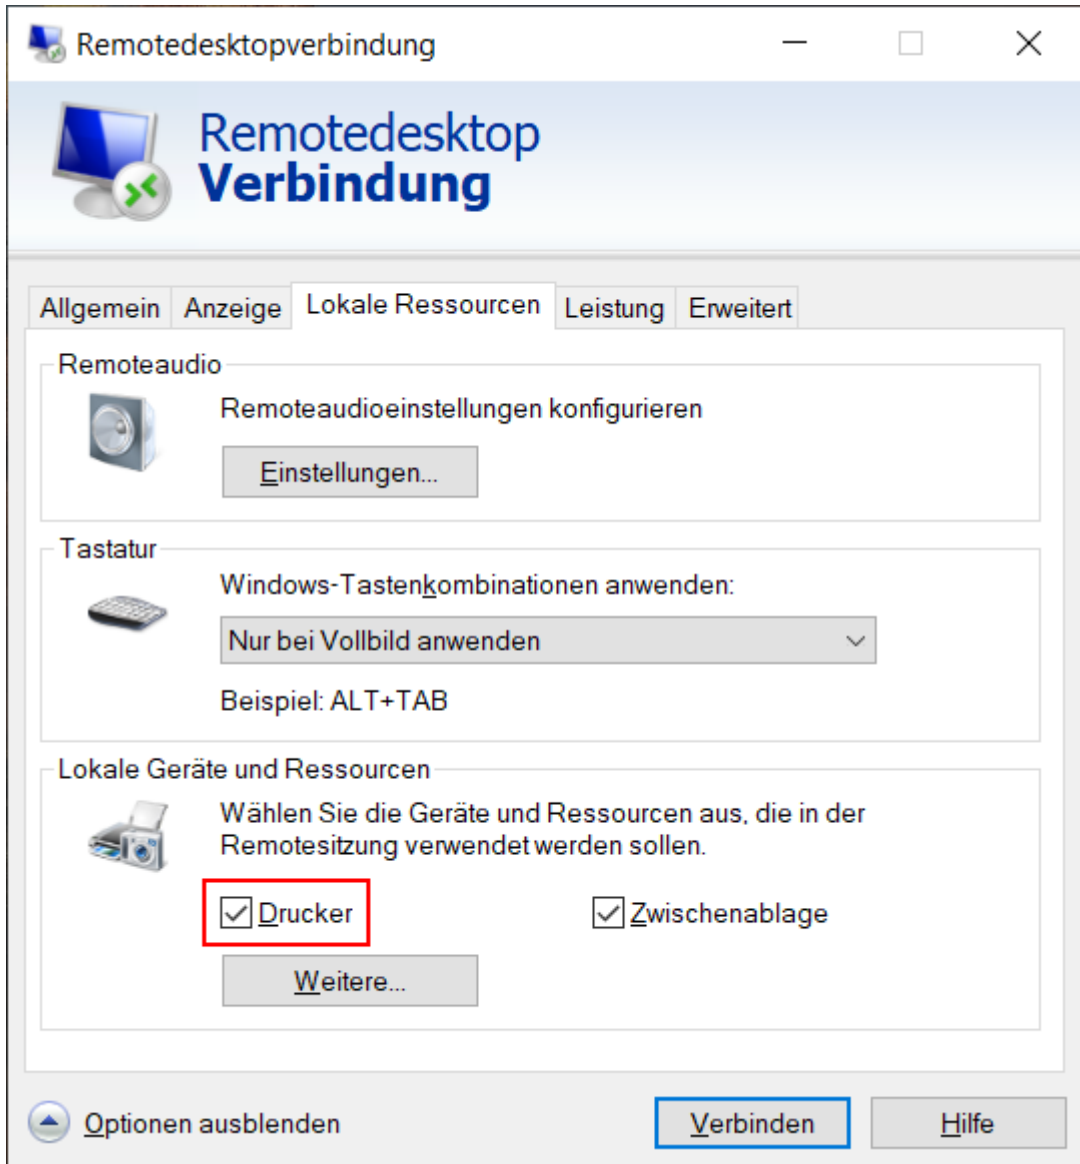 Remotedesktopverbindung
Remotedesktop
Verbindung
Allgemein Anzeige Lokale Ressourcen Leistung Erweitert
Remoteaudio
Remoteaudioeinstellungen konfigurieren
Einstellungen...
Tastatur
Windows-Tastenkombinationen anwenden:
Nur bei Vollbild anwenden
Beispiel: ALT+TAB
Lokale Geräte und Ressourcen
Wählen Sie die Geräte und Ressourcen aus, die in der
Remotesitzung verwendet werden sollen.
Drucker Zwischenablage
Weitere...
Optionen ausblenden Verbinden Hilfe